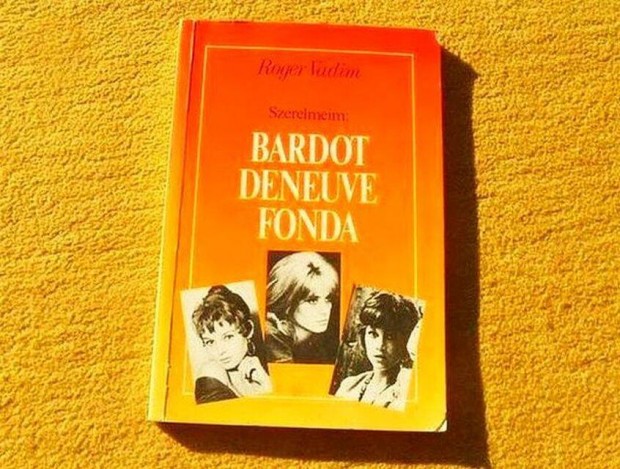 Roger Vadim
Szerelmeim:
BARDOT
DENEUVE
FONDA